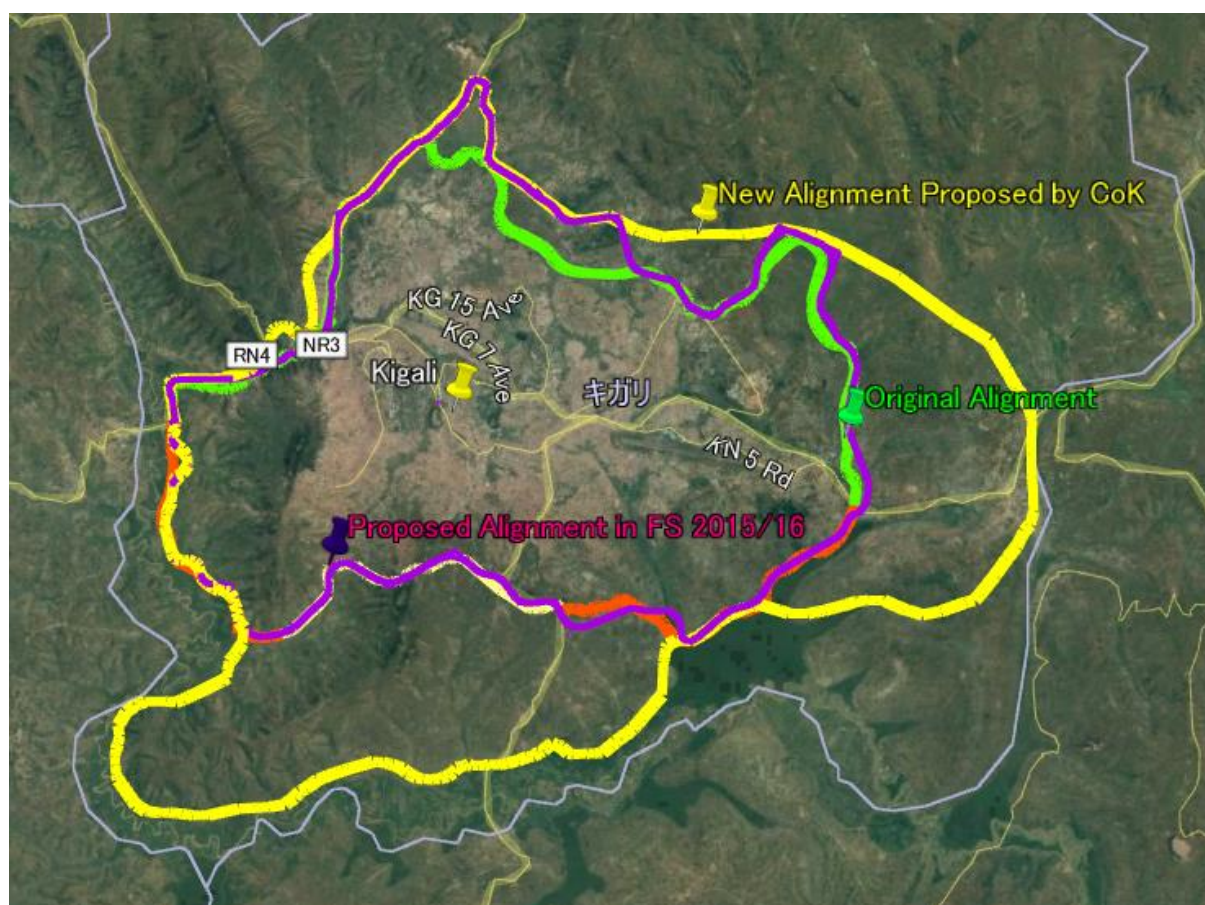 New Alignment Proposed by CoK
KG 15 Ave
KG 7 Ave
NR3
RN4
Kigali
キガリ
Original Alignment
KN 5 Rd
Proposed Alignment in FS 2015/16